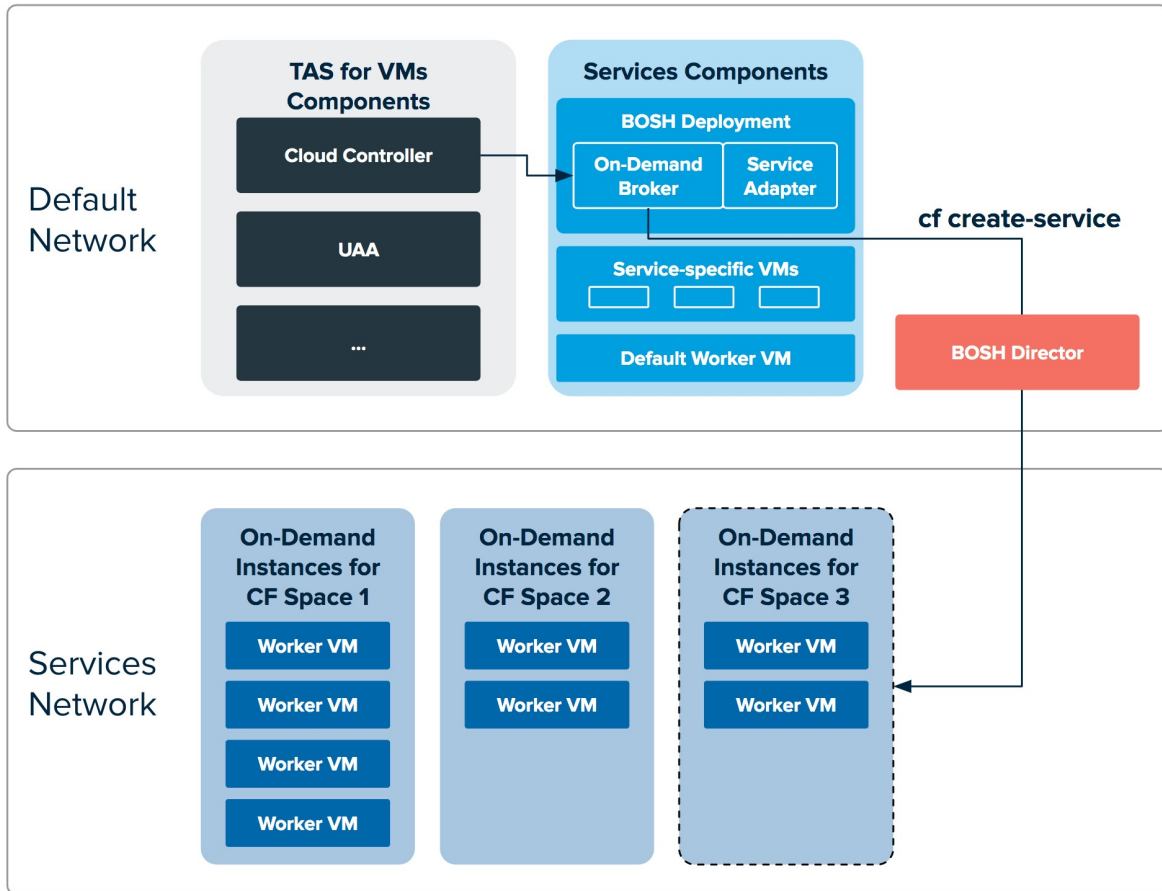 Default
Network
TAS for VMs
Components
Cloud Controller
UAA
...
Services Components
BOSH Deployment
On-Demand
Broker
Service
Adapter
Service-specific VMs
Default Worker VM
cf create-service
BOSH Director
Services
Network
On-Demand
Instances for
CF Space 1
Worker VM
Worker VM
Worker VM
Worker VM
On-Demand
Instances for
CF Space 2
Worker VM
Worker VM
On-Demand
Instances for
CF Space 3
Worker VM
Worker VM